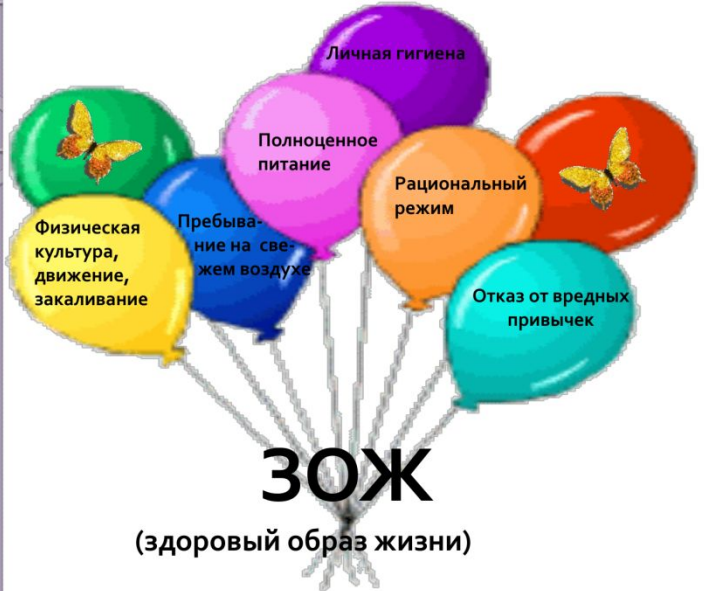 Личная гигиена
Полноценное
питание
Рациональный
режим
Физическая
культура,
движение,
закаливание
Пребыва-
ние на све-
жем воздухе
Отказ от вредных
привычек
ЗОЖ
(здоровый образ жизни)